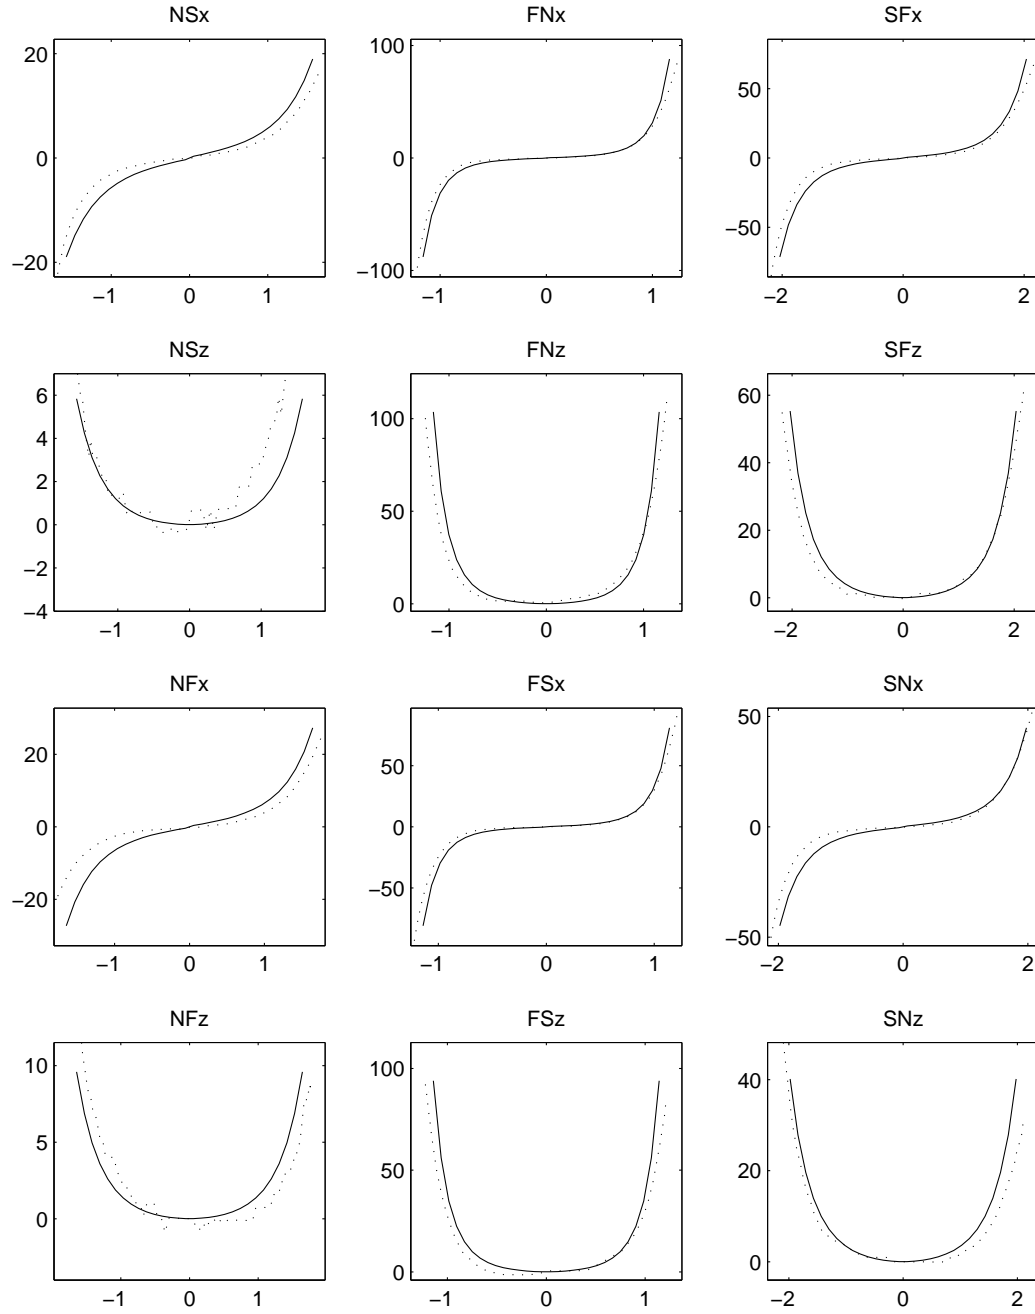 NSx FNx SFx
20 100 50
0 0 0
−20 −100 −50
−1 0 1 −1 0 1 −2 0 2
NSz FNz SFz
6 100 60
4 50 40
2 0 20
0 0
−2
−4
−1 0 1 −1 0 1 −2 0 2
NFx FSx SNx
20 50 50
0 0 0
−20 −50 −50
−1 0 1 −1 0 1 −2 0 2
NFz FSz SNz
10 100 40
5 50 20
0 0 0
−1 0 1 −1 0 1 −2 0 2